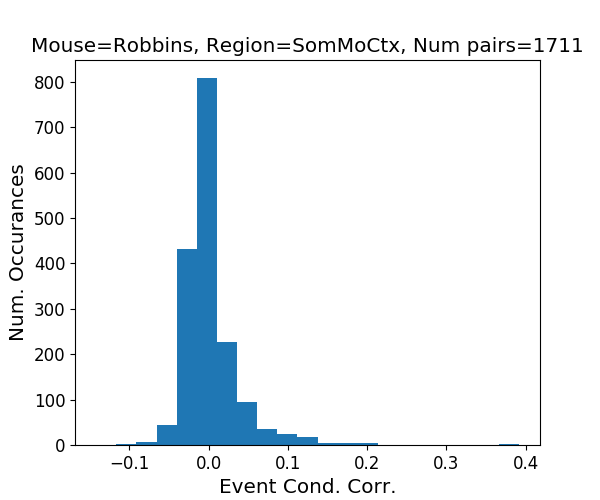 Mouse=Robbins, Region=SomMoCtx, Num pairs=1711
800
700
600
500
400
300
200
100
0
Num. Occurances
−0.1 0.0 0.1 0.2 0.3 0.4
Event Cond. Corr.